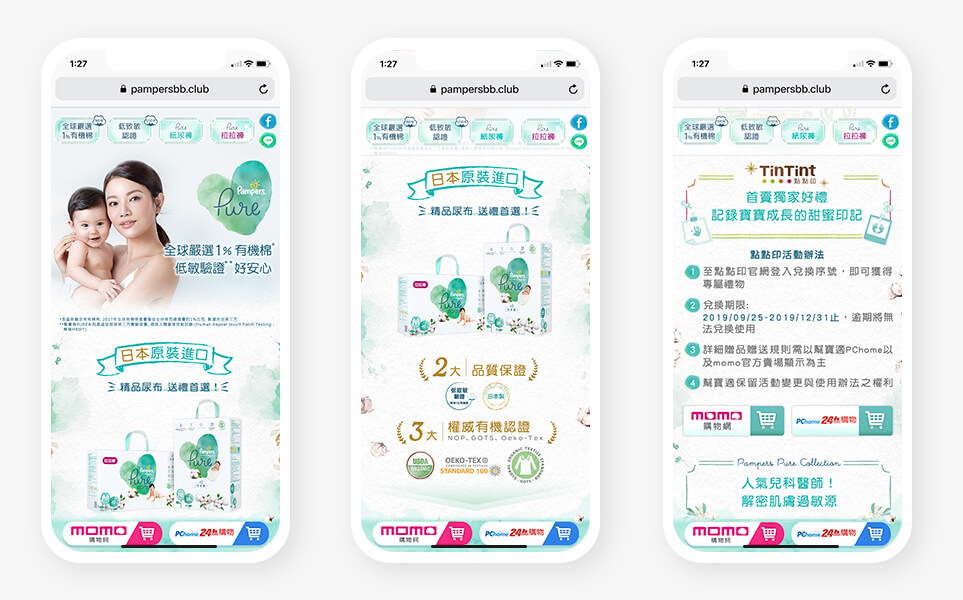 1:27
pampersbb.club
全球嚴選
1%有機棉
低致敏
認證
Pure
紙尿褲
Pure
拉拉褲
Pampers
Pure
全球嚴選1%有機棉*
低敏驗證**好安心
日本原裝進口
精品尿布 送禮首選！
拉拉褲
Pampers
Pure
momo
購物網
PChome 24h購物
1:27
pampersbb.club
全球嚴選
1%有機棉
低致敏
認證
Pure
紙尿褲
Pure
拉拉褲
日本原裝進口
精品尿布 送禮首選！
拉拉褲
Pampers
Pure
2大 品質保證
低致敏
驗證
日本製
3大 權威有機認證
NOP、GOTS、Oeko-Tex
USDA
ORGANIC
OEKO-TEX®
CONFIDENCE IN TEXTILES
STANDARD 100
momo
購物網
PChome 24h購物
1:27
pampersbb.club
全球嚴選
1%有機棉
低致敏
認證
Pure
紙尿褲
Pure
拉拉褲
TinTint
點點印
首賣獨家好禮
記錄寶寶成長的甜蜜印記
點點印活動辦法
1 至點點印官網登入兌換序號，即可獲得
專屬禮物
2 兌換期限:
2019/09/25-2019/12/31止，逾期將無
法兌換使用
3 詳細贈品贈送規則需以幫寶適PChome以
及momo官方賣場顯示為主
4 幫寶適保留活動變更與使用辦法之權利
momo
購物網
PChome 24h購物
Pampers Pure Collection
人氣兒科醫師！
解密肌膚過敏源
momo
購物網
PChome 24h購物